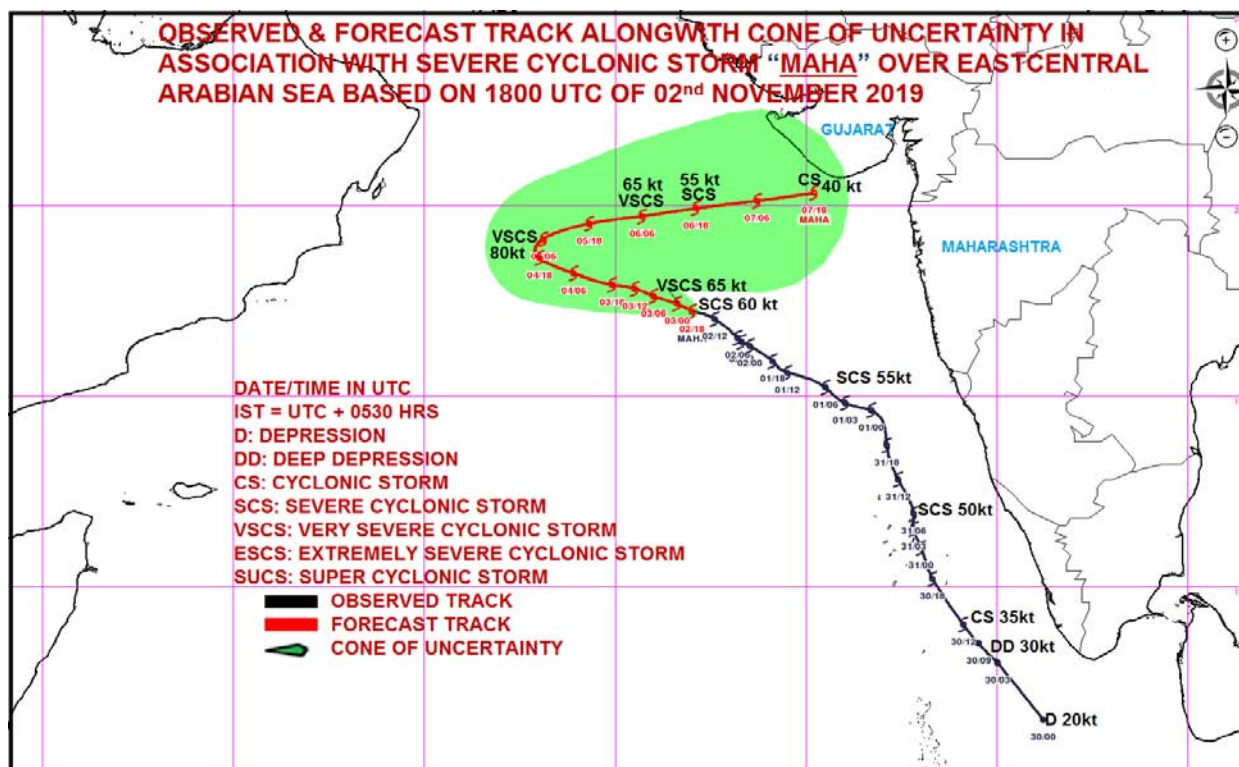 OBSERVED & FORECAST TRACK ALONGWITH CONE OF UNCERTAINTY IN
ASSOCIATION WITH SEVERE CYCLONIC STORM “MAHA” OVER EASTCENTRAL
ARABIAN SEA BASED ON 1800 UTC OF 02nd NOVEMBER 2019
GUJARAT
MAHARASHTRA
CS 40 kt
07/18
MAHA
07/06
55 kt
SCS
06/18
65 kt
VSCS
06/06
05/18
VSCS
80kt
04/18
04/06
03/18
03/12
VSCS 65 kt
03/06
03/00
SCS 60 kt
02/18
02/12
02/06
02/00
01/18
01/12
SCS 55kt
01/06
01/03
01/00
31/18
31/12
SCS 50kt
31/06
31/03
31/00
30/18
CS 35kt
30/12
DD 30kt
30/09
30/03
D 20kt
30/00
DATE/TIME IN UTC
IST = UTC + 0530 HRS
D: DEPRESSION
DD: DEEP DEPRESSION
CS: CYCLONIC STORM
SCS: SEVERE CYCLONIC STORM
VSCS: VERY SEVERE CYCLONIC STORM
ESCS: EXTREMELY SEVERE CYCLONIC STORM
SUCS: SUPER CYCLONIC STORM
OBSERVED TRACK
FORECAST TRACK
CONE OF UNCERTAINTY